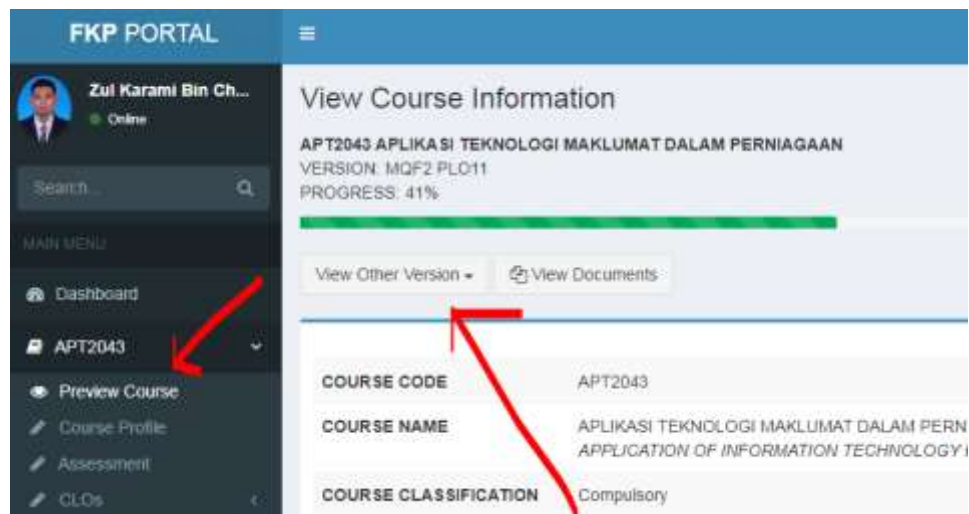 FKP PORTAL
Zul Karami Bin Ch...
Online
Search...
MAIN MENU
Dashboard
APT2043
Preview Course
Course Profile
Assessment
CLOs
View Course Information
APT2043 APLIKASI TEKNOLOGI MAKLUMAT DALAM PERNIAGAAN
VERSION: MQF2 PLO11
PROGRESS: 41%
View Other Version
View Documents
COURSE CODE APT2043
COURSE NAME APLIKASI TEKNOLOGI MAKLUMAT DALAM PERN
APPLICATION OF INFORMATION TECHNOLOGY
COURSE CLASSIFICATION Compulsory